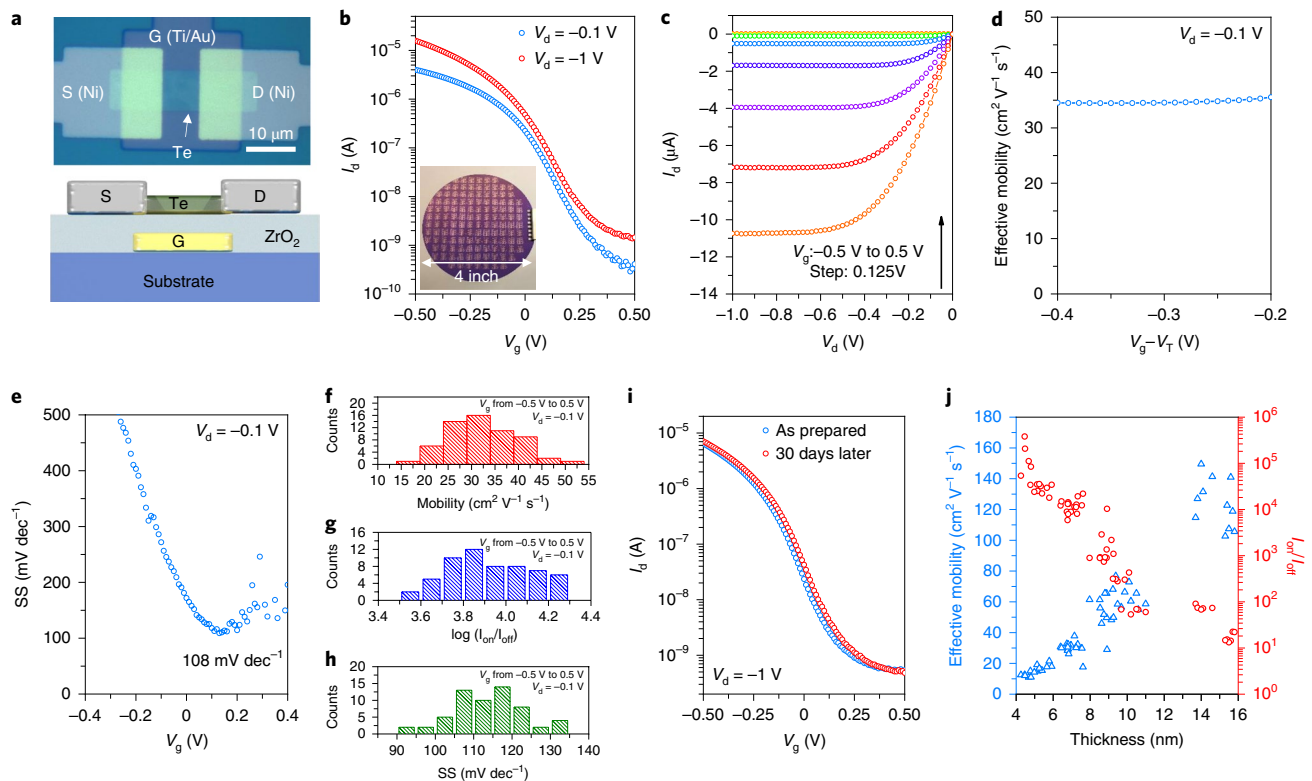 a
G (Ti/Au)
S (Ni)
D (Ni)
Te
10 μm
S
Te
D
G
ZrO2
Substrate
b
Vd = −0.1 V
Vd = −1 V
10−5
10−6
10−7
10−8
10−9
10−10
Id (A)
4 inch
−0.50 −0.25 0 0.25 0.50
Vg (V)
c
0
−2
−4
−6
−8
−10
−12
−14
Id (μA)
Vg:−0.5 V to 0.5 V
Step: 0.125V
−1.0 −0.8 −0.6 −0.4 −0.2 0
Vd (V)
d
Vd = −0.1 V
50
40
30
20
10
0
Effective mobility (cm2 V−1 s−1)
−0.4 −0.3 −0.2
Vg−VT (V)
e
500
400
300
200
100
0
SS (mV dec−1)
Vd = −0.1 V
108 mV dec−1
−0.4 −0.2 0 0.2 0.4
Vg (V)
f
20
16
12
8
4
0
Counts
Vg from −0.5 V to 0.5 V
Vd = −0.1 V
10 15 20 25 30 35 40 45 50 55
Mobility (cm2 V−1 s−1)
g
16
12
8
4
0
Counts
Vg from −0.5 V to 0.5 V
Vd = −0.1 V
3.4 3.6 3.8 4.0 4.2 4.4
log (Ion/Ioff)
h
20
15
10
5
0
Counts
Vg from −0.5 V to 0.5 V
Vd = −0.1 V
90 100 110 120 130 140
SS (mV dec−1)
i
As prepared
30 days later
10−5
10−6
10−7
10−8
10−9
Id (A)
Vd = −1 V
−0.50 −0.25 0 0.25 0.50
Vg (V)
j
180
160
140
120
100
80
60
40
20
0
Effective mobility (cm2 V−1 s−1)
106
105
104
103
102
101
100
Ion/Ioff
4 6 8 10 12 14 16
Thickness (nm)